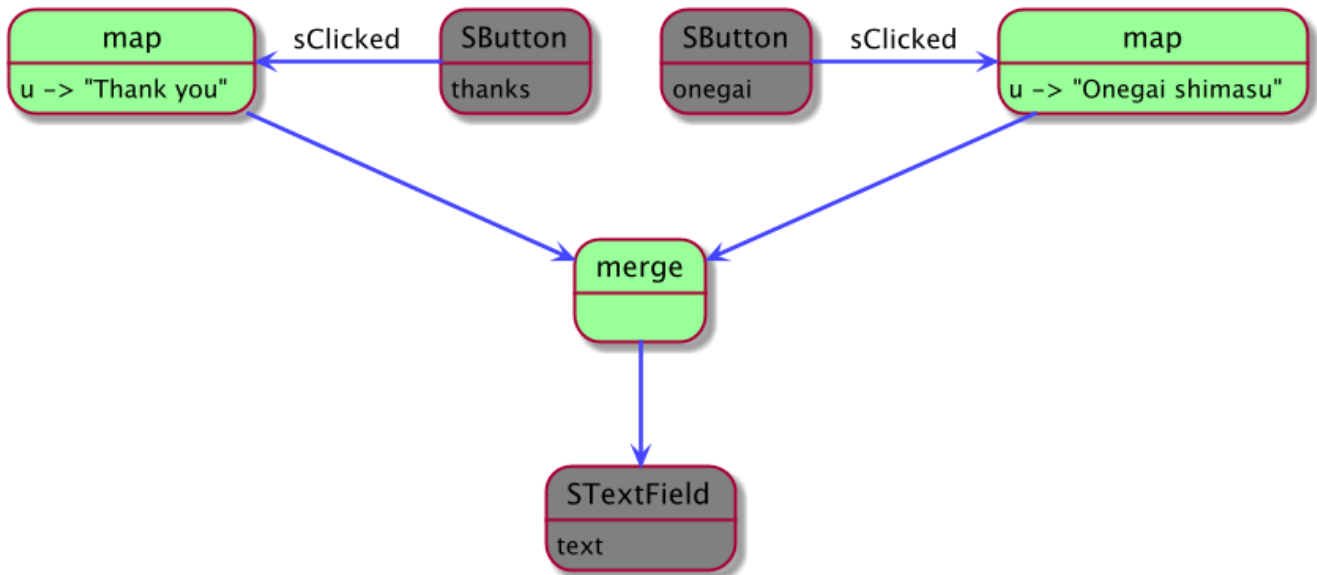 map
u -> "Thank you"
sClicked
SButton
thanks
SButton
onegai
sClicked
map
u -> "Onegai shimasu"
merge
STextField
text